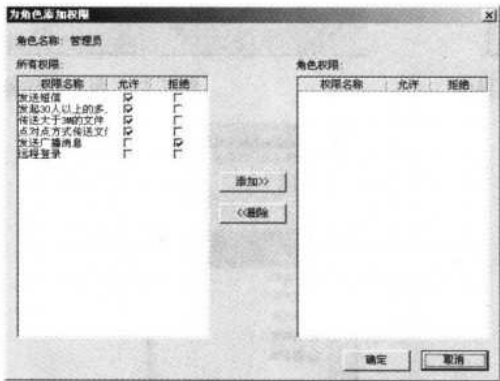 为角色添加权限
角色名称: 管理员
所有权限: 角色权限:
权限名称 允许 拒绝 权限名称 允许 拒绝
发送短信
发起30人以上的多.
传送大于3M的文件
点对点方式传送文们
发送广播消息
远程登录
添加>>
<<删除
确定 取消